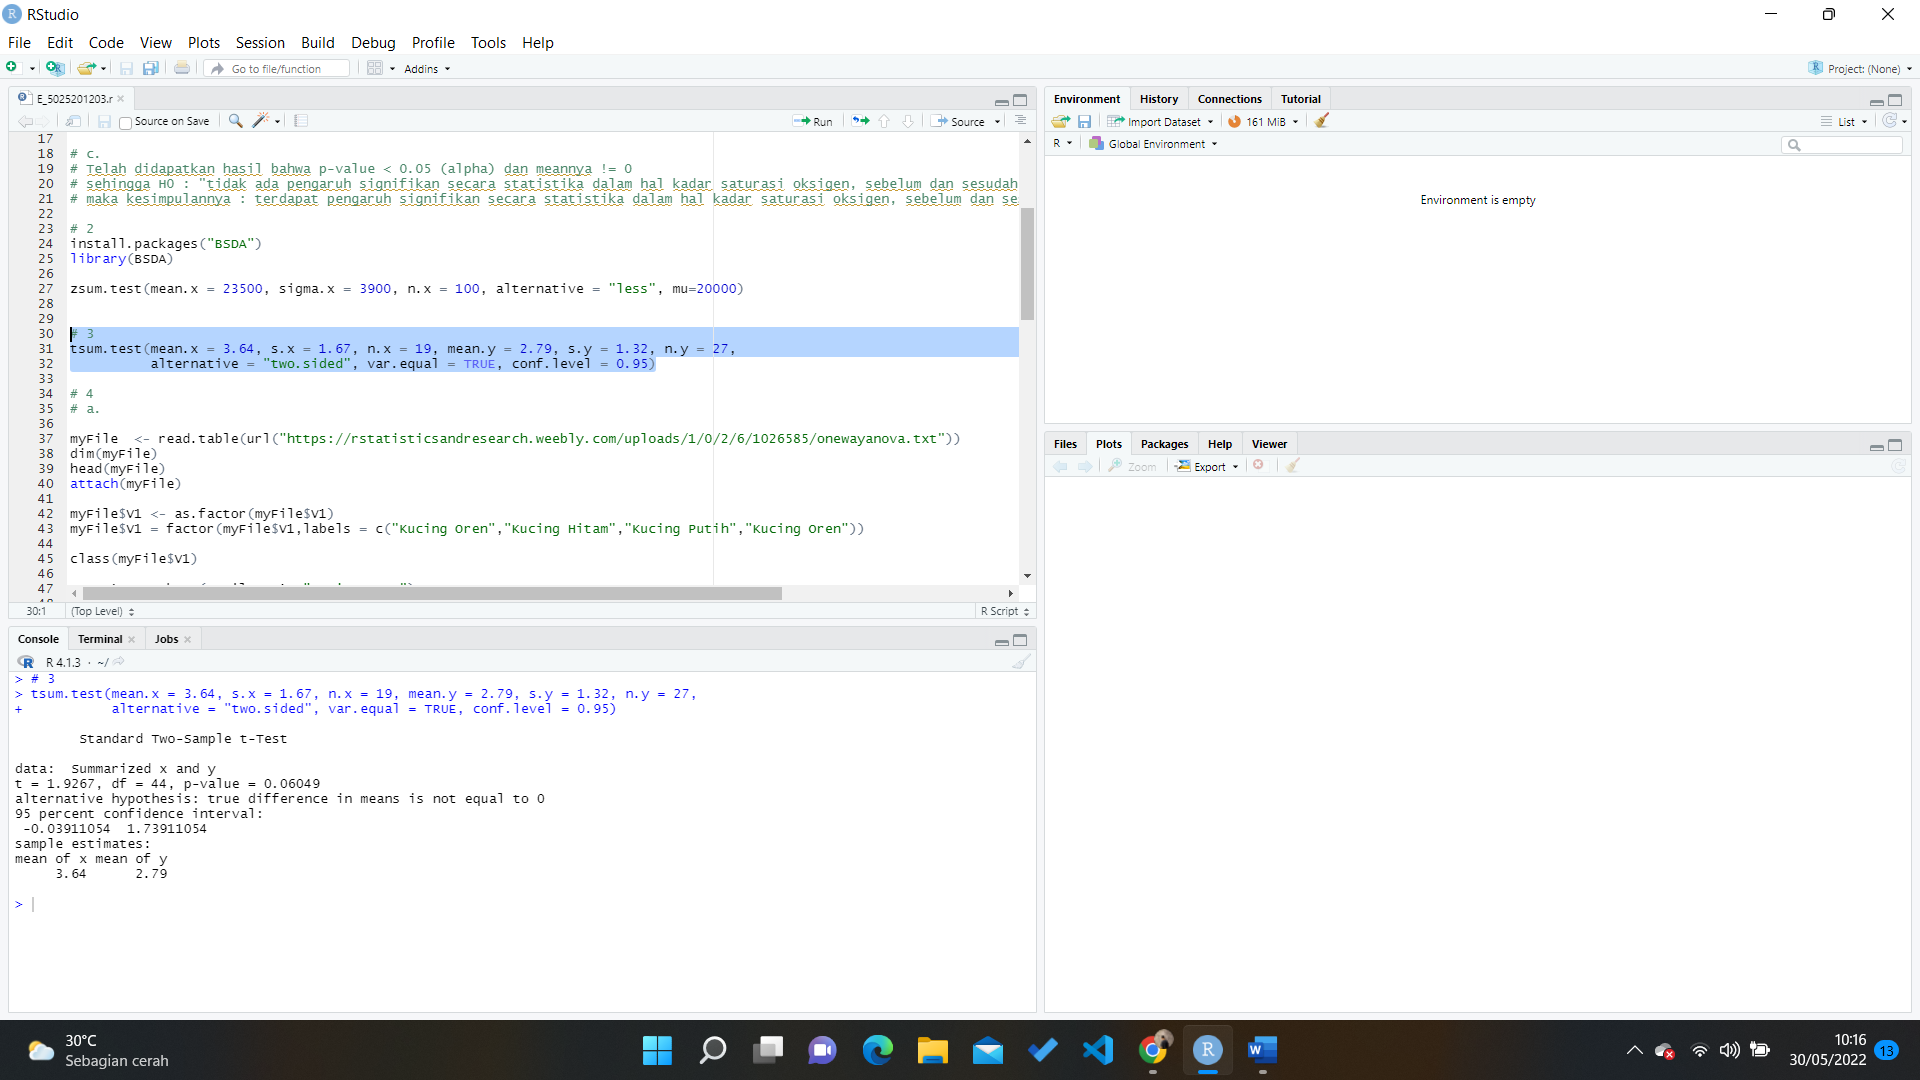 RStudio
File Edit Code View Plots Session Build Debug Profile Tools Help
Go to file/function Addins Project: (None)
E_5025201203.r
Source on Save Run Source
17
18 # c.
19 # Telah didapatkan hasil bahwa p-value < 0.05 (alpha) dan meannya != 0
20 # sehingga H0 : "tidak ada pengaruh signifikan secara statistika dalam hal kadar saturasi oksigen, sebelum dan sesudah
21 # maka kesimpulannya : terdapat pengaruh signifikan secara statistika dalam hal kadar saturasi oksigen, sebelum dan se
22
23 # 2
24 install.packages("BSDA")
25 library(BSDA)
26
27 zsum.test(mean.x = 23500, sigma.x = 3900, n.x = 100, alternative = "less", mu=20000)
28
29
30 # 3
31 tsum.test(mean.x = 3.64, s.x = 1.67, n.x = 19, mean.y = 2.79, s.y = 1.32, n.y = 27,
32 alternative = "two.sided", var.equal = TRUE, conf.level = 0.95)
33
34 # 4
35 # a.
36
37 myFile <- read.table(url("https://rstatisticsandresearch.weebly.com/uploads/1/0/2/6/1026585/onewayanova.txt"))
38 dim(myFile)
39 head(myFile)
40 attach(myFile)
41
42 myFile$V1 <- as.factor(myFile$V1)
43 myFile$V1 = factor(myFile$V1,labels = c("Kucing Oren","Kucing Hitam","Kucing Putih","Kucing Oren"))
44
45 class(myFile$V1)
46
47
30:1 (Top Level) R Script
Console Terminal Jobs
R 4.1.3 · ~/
> # 3
> tsum.test(mean.x = 3.64, s.x = 1.67, n.x = 19, mean.y = 2.79, s.y = 1.32, n.y = 27,
+ alternative = "two.sided", var.equal = TRUE, conf.level = 0.95)
Standard Two-Sample t-Test
data: Summarized x and y
t = 1.9267, df = 44, p-value = 0.06049
alternative hypothesis: true difference in means is not equal to 0
95 percent confidence interval:
-0.03911054 1.73911054
sample estimates:
mean of x mean of y
3.64 2.79
>
Environment History Connections Tutorial
Import Dataset 161 MiB List
R Global Environment
Environment is empty
Files Plots Packages Help Viewer
Zoom Export
30°C
Sebagian cerah
10:16
30/05/2022 13